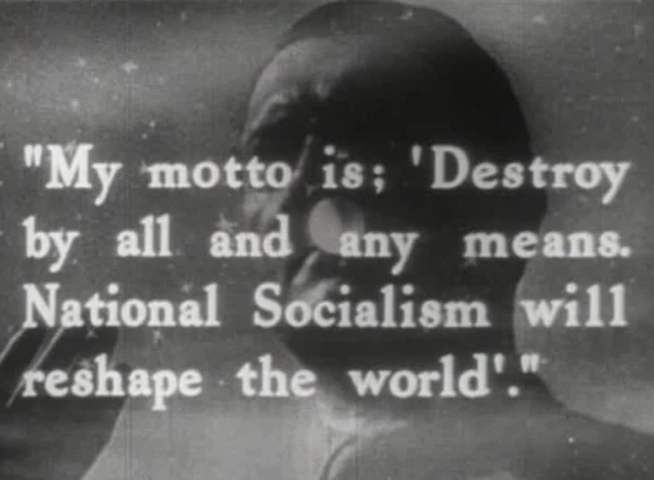 "My motto is; 'Destroy
by all and any means.
National Socialism will
reshape the world'."